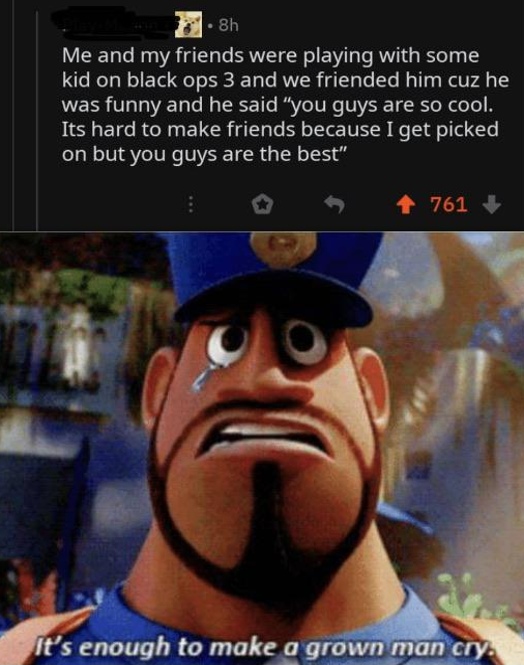 • 8h
Me and my friends were playing with some
kid on black ops 3 and we friended him cuz he
was funny and he said “you guys are so cool.
Its hard to make friends because I get picked
on but you guys are the best”
761
It's enough to make a grown man cry.